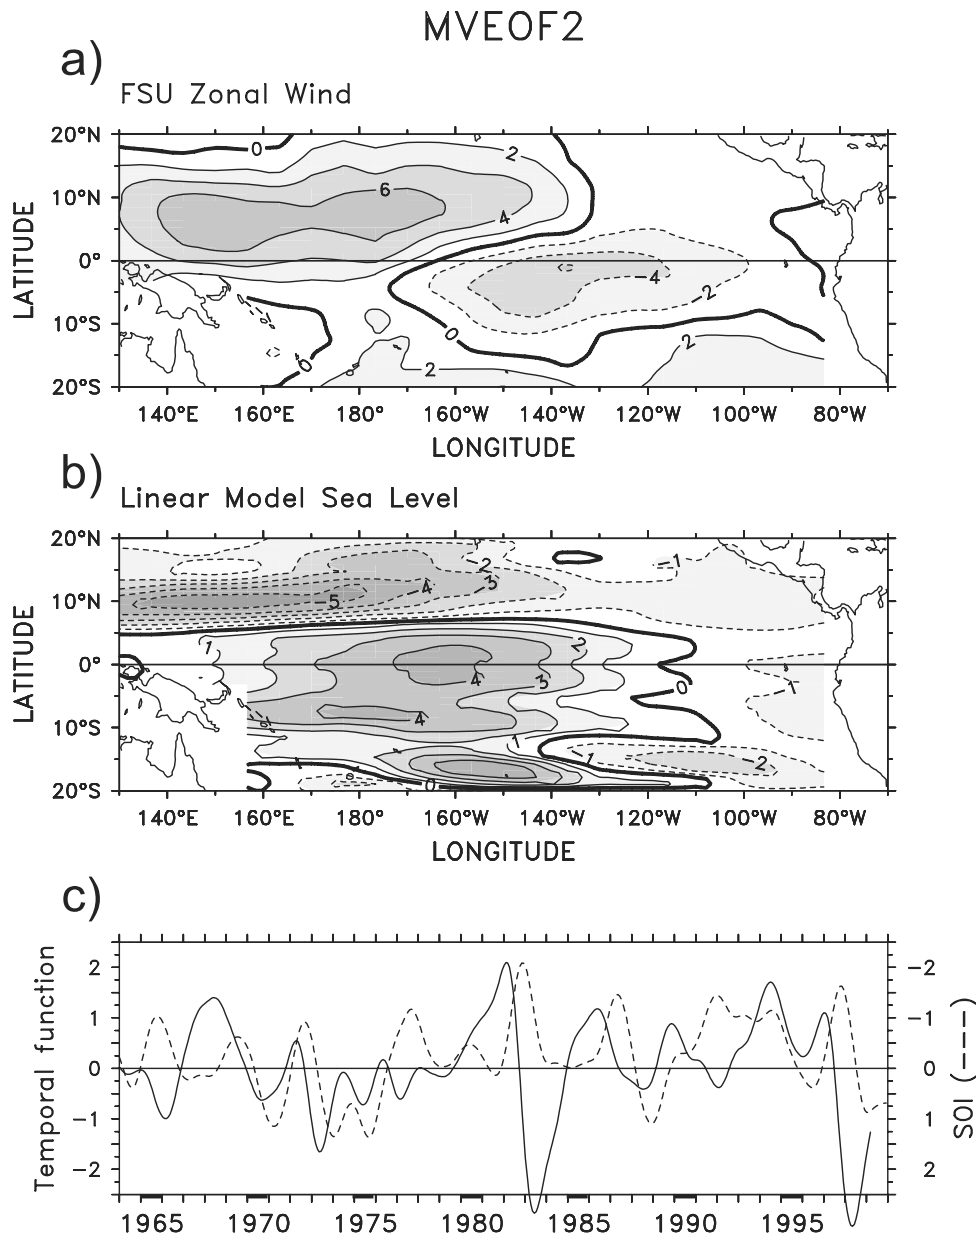 MVEOF2
a)
FSU Zonal Wind
20°N
10°N
0°
10°S
20°S
LATITUDE
0
2
6
4
−4
−2
0
0
2
2
140°E 160°E 180° 160°W 140°W 120°W 100°W 80°W
LONGITUDE
b)
Linear Model Sea Level
20°N
10°N
0°
10°S
20°S
LATITUDE
−2
−1
−4
−3
−5
1
2
4
3
0
−1
4
1
−1
−2
0
140°E 160°E 180° 160°W 140°W 120°W 100°W 80°W
LONGITUDE
c)
Temporal function
2
1
0
−1
−2
−2
−1
0
1
2
SOI (−−−)
1965 1970 1975 1980 1985 1990 1995